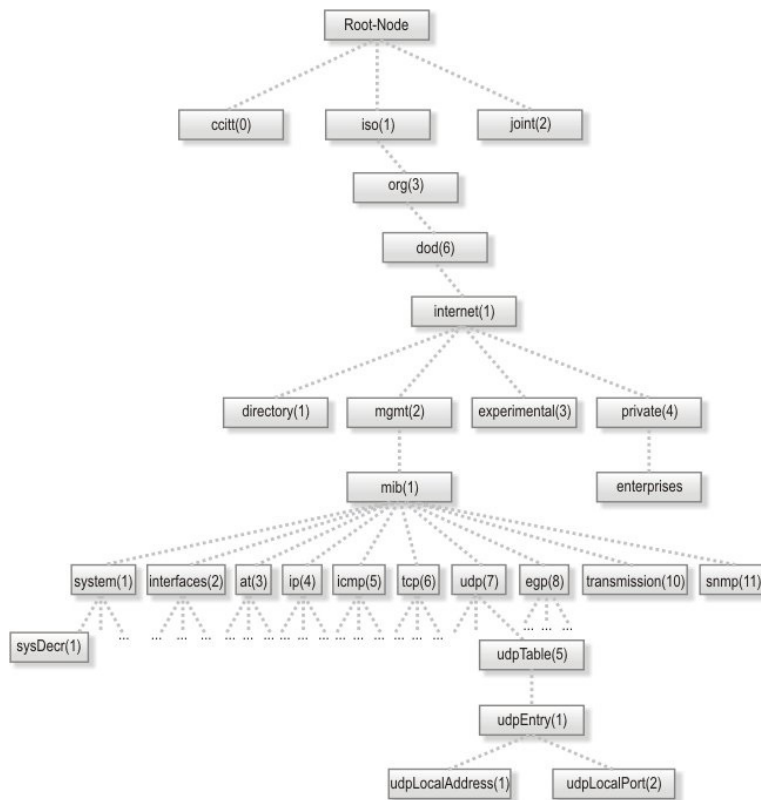 Root-Node
ccitt(0)
iso(1)
joint(2)
org(3)
dod(6)
internet(1)
directory(1)
mgmt(2)
experimental(3)
private(4)
mib(1)
enterprises
system(1)
interfaces(2)
at(3)
ip(4)
icmp(5)
tcp(6)
udp(7)
egp(8)
transmission(10)
snmp(11)
sysDecr(1)
... ... ... ... ... ... ... ... ... ... ... ... ... ... ... ... ... ... ... ... ...
udpTable(5)
udpEntry(1)
udpLocalAddress(1)
udpLocalPort(2)